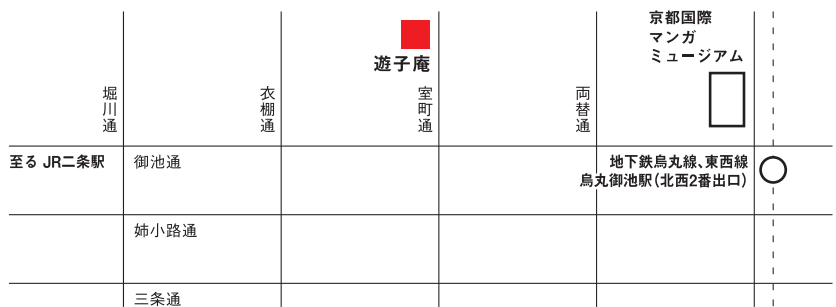 京都国際
マンガ
ミュージアム
遊子庵
堀川通
衣棚通
室町通
両替通
至る JR二条駅
御池通
地下鉄烏丸線、東西線
烏丸御池駅(北西2番出口)
姉小路通
三条通